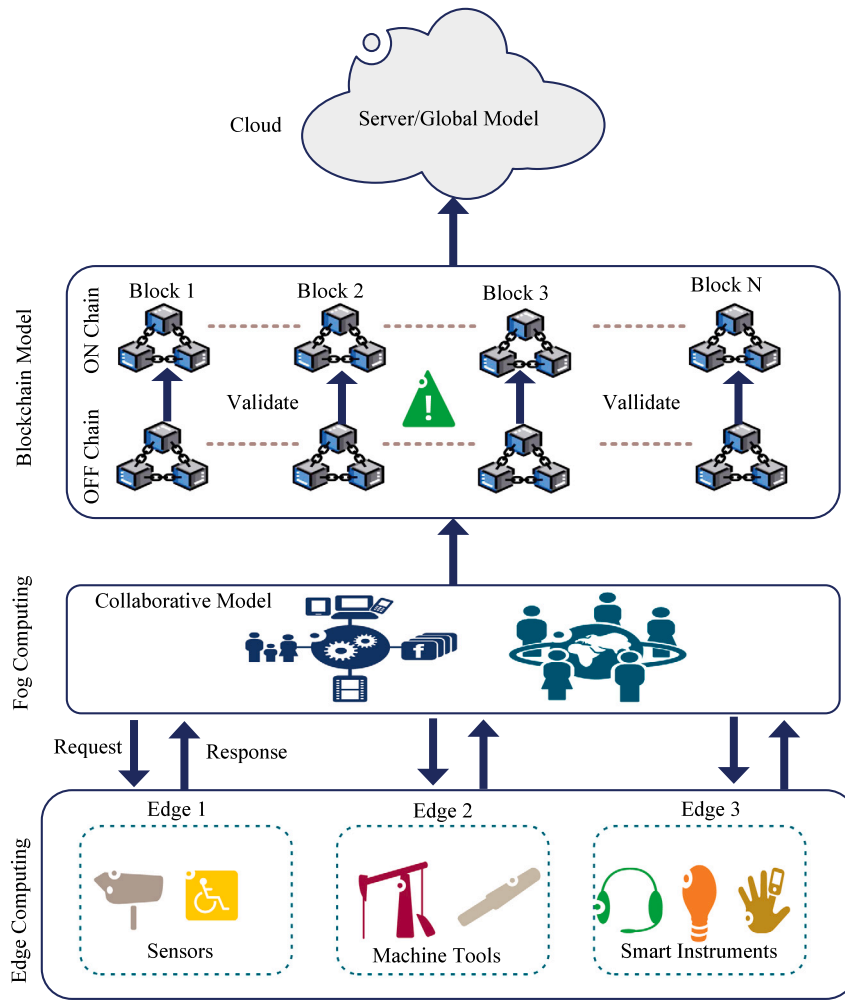 Cloud
Server/Global Model
Blockchain Model
ON Chain
OFF Chain
Block 1
Block 2
Block 3
Block N
Validate
!
Vallidate
Fog Computing
Collaborative Model
f
Request
Response
Edge Computing
Edge 1
Edge 2
Edge 3
Sensors
Machine Tools
Smart Instruments